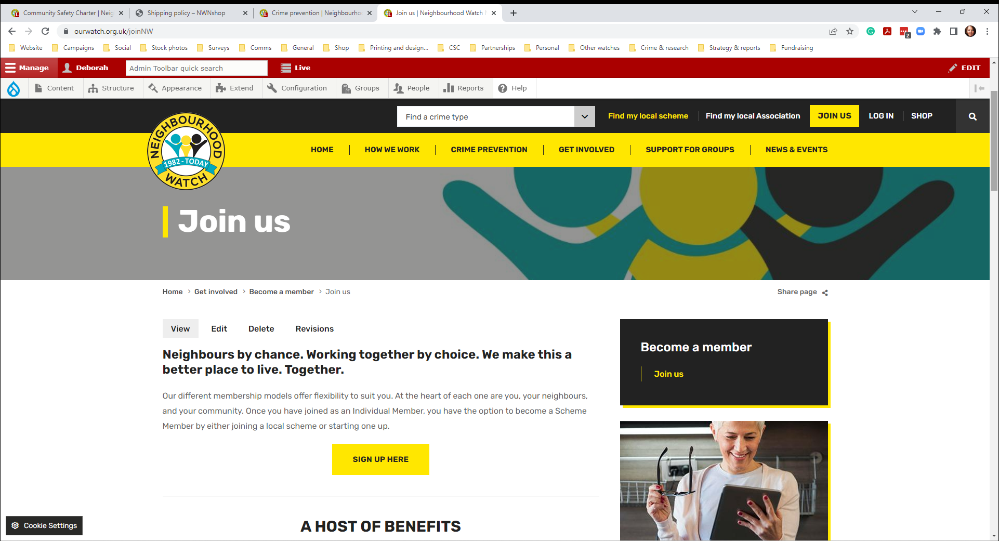 Community Safety Charter | Neig
Shipping policy – NWNshop
Crime prevention | Neighbourhoo
Join us | Neighbourhood Watch N
ourwatch.org.uk/joinNW
2
Website Campaigns Social Stock photos Surveys Comms General Shop Printing and design... CSC Partnerships Personal Other watches Crime & research Strategy & reports Fundraising
Manage Deborah Admin Toolbar quick search Live EDIT
Content Structure Appearance Extend Configuration Groups People Reports Help
Find a crime type Find my local scheme Find my local Association JOIN US LOG IN SHOP
NEIGHBOURHOOD
1982 - TODAY
WATCH
HOME HOW WE WORK CRIME PREVENTION GET INVOLVED SUPPORT FOR GROUPS NEWS & EVENTS
Join us
Home > Get involved > Become a member > Join us
Share page
View Edit Delete Revisions
Neighbours by chance. Working together by choice. We make this a
better place to live. Together.
Our different membership models offer flexibility to suit you. At the heart of each one are you, your neighbours,
and your community. Once you have joined as an Individual Member, you have the option to become a Scheme
Member by either joining a local scheme or starting one up.
SIGN UP HERE
A HOST OF BENEFITS
Become a member
Join us
Cookie Settings